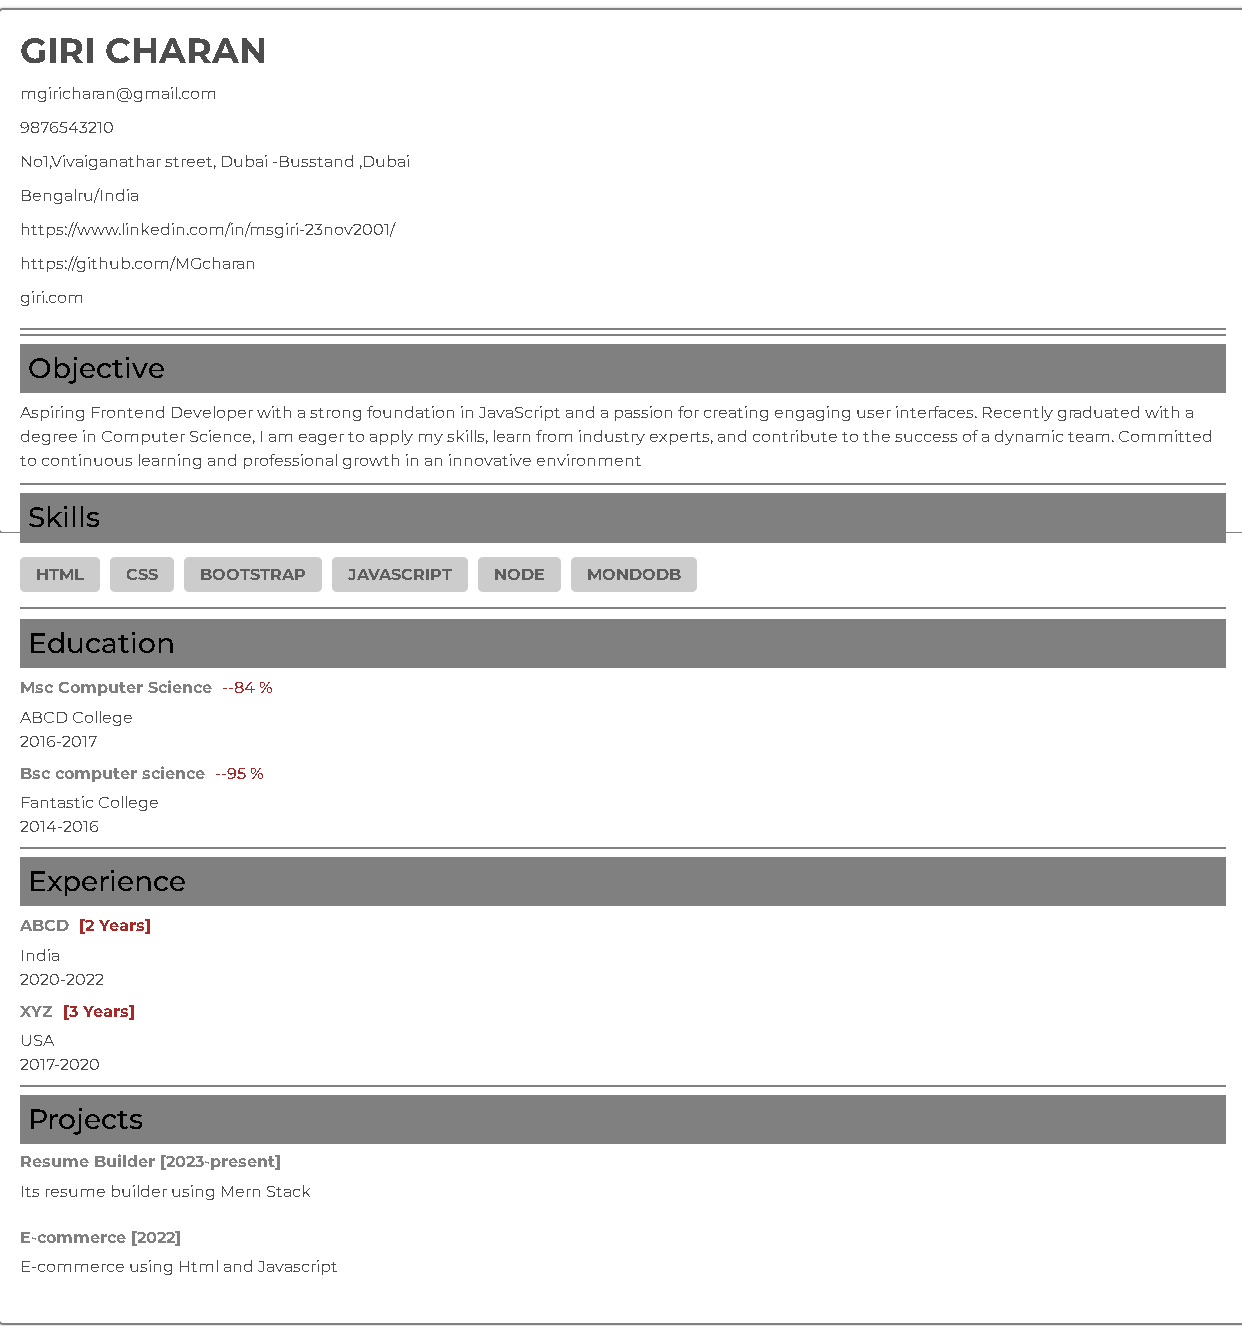 GIRI CHARAN
mgiricharan@gmail.com
9876543210
No1,Vivaiganathar street, Dubai -Busstand ,Dubai
Bengalru/India
https://www.linkedin.com/in/msgiri-23nov2001/
https://github.com/MGcharan
giri.com
Objective
Aspiring Frontend Developer with a strong foundation in JavaScript and a passion for creating engaging user interfaces. Recently graduated with a
degree in Computer Science, I am eager to apply my skills, learn from industry experts, and contribute to the success of a dynamic team. Committed
to continuous learning and professional growth in an innovative environment
Skills
HTML CSS BOOTSTRAP JAVASCRIPT NODE MONDODB
Education
Msc Computer Science --84 %
ABCD College
2016-2017
Bsc computer science --95 %
Fantastic College
2014-2016
Experience
ABCD [2 Years]
India
2020-2022
XYZ [3 Years]
USA
2017-2020
Projects
Resume Builder [2023-present]
Its resume builder using Mern Stack
E-commerce [2022]
E-commerce using Html and Javascript